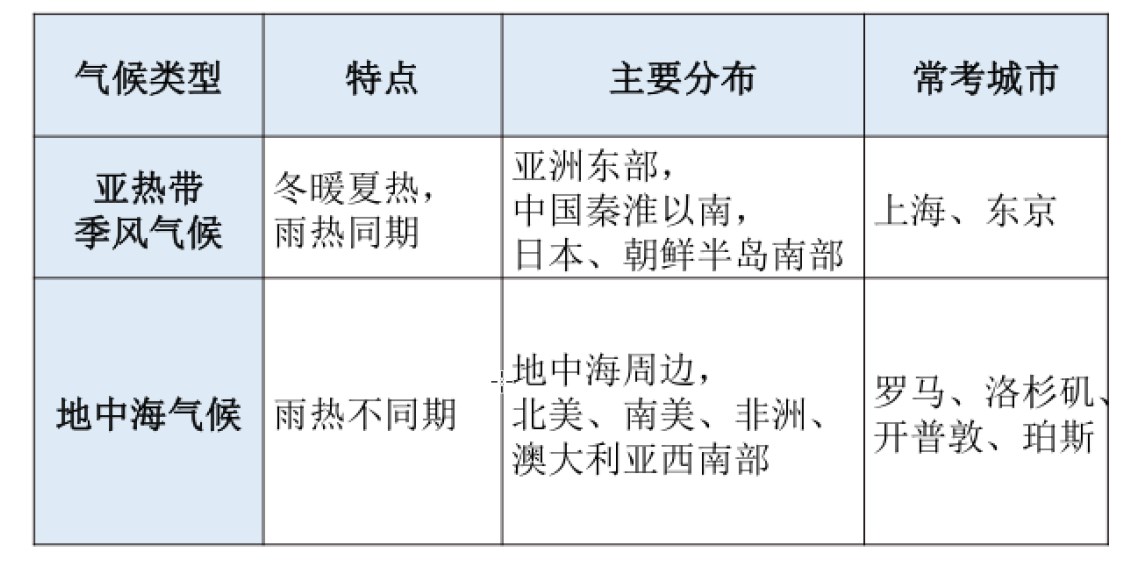 气候类型 特点 主要分布 常考城市
亚热带
季风气候
冬暖夏热，
雨热同期
亚洲东部，
中国秦淮以南，
日本、朝鲜半岛南部
上海、东京
地中海气候
雨热不同期
地中海周边，
北美、南美、非洲、
澳大利亚西南部
罗马、洛杉矶、
开普敦、珀斯